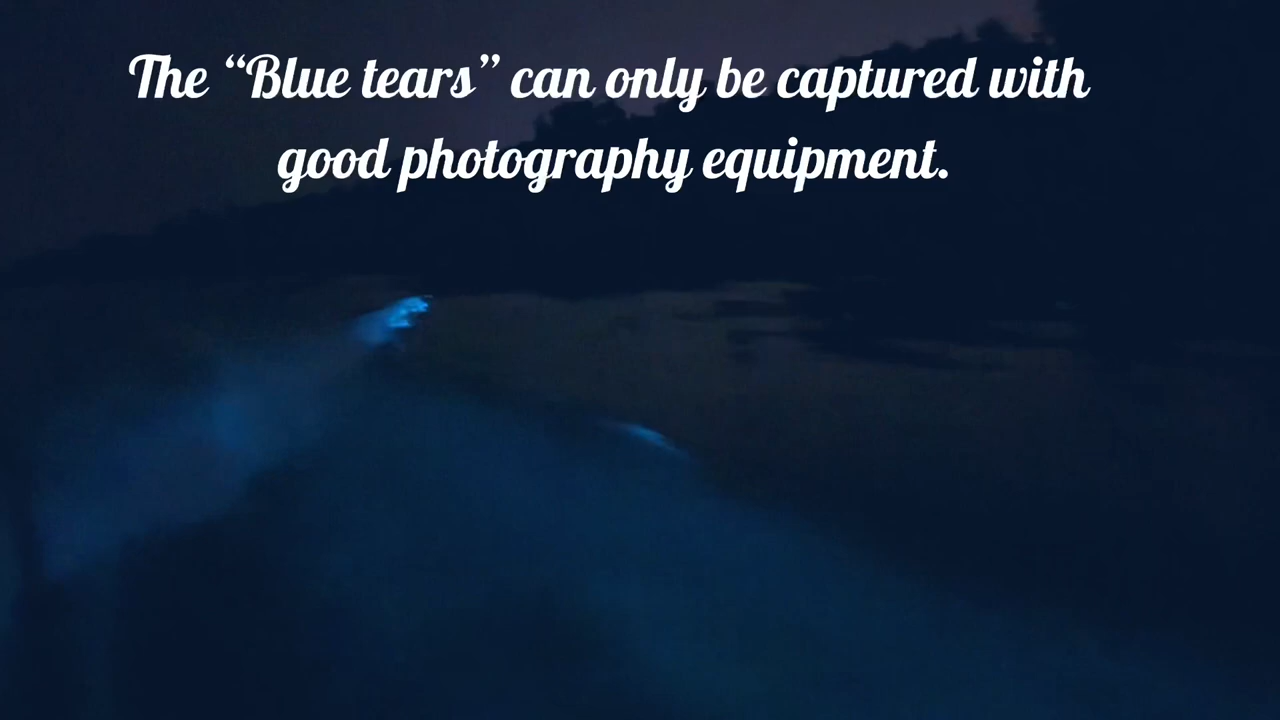 The “Blue tears” can only be captured with
good photography equipment.